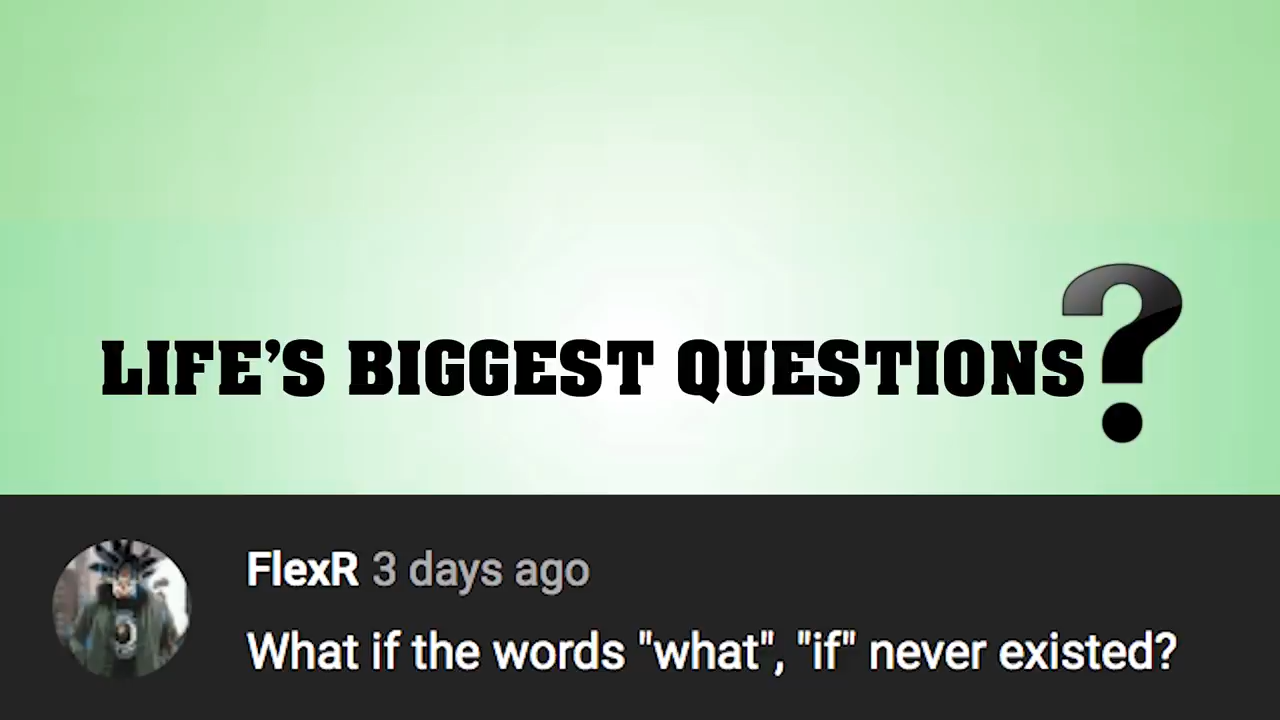 LIFE'S BIGGEST QUESTIONS?
FlexR 3 days ago
What if the words "what", "if" never existed?